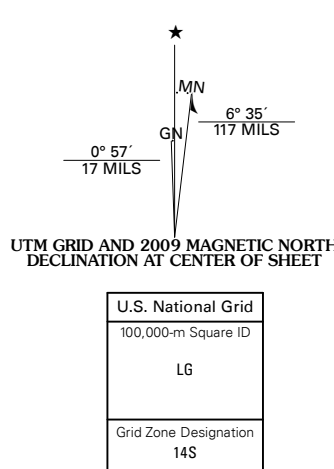 ★
MN
GN
6° 35´
117 MILS
0° 57´
17 MILS
UTM GRID AND 2009 MAGNETIC NORTH
DECLINATION AT CENTER OF SHEET
U.S. National Grid
100,000-m Square ID
LG
Grid Zone Designation
14S